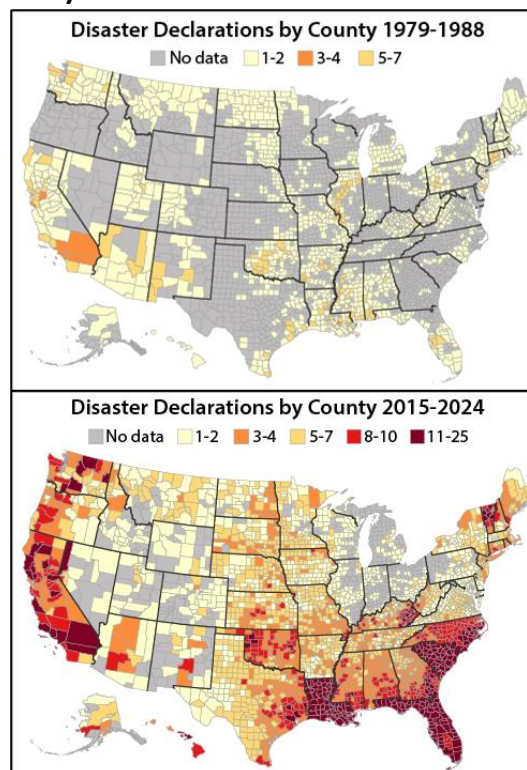 Disaster Declarations by County 1979-1988
No data 1-2 3-4 5-7
Disaster Declarations by County 2015-2024
No data 1-2 3-4 5-7 8-10 11-25